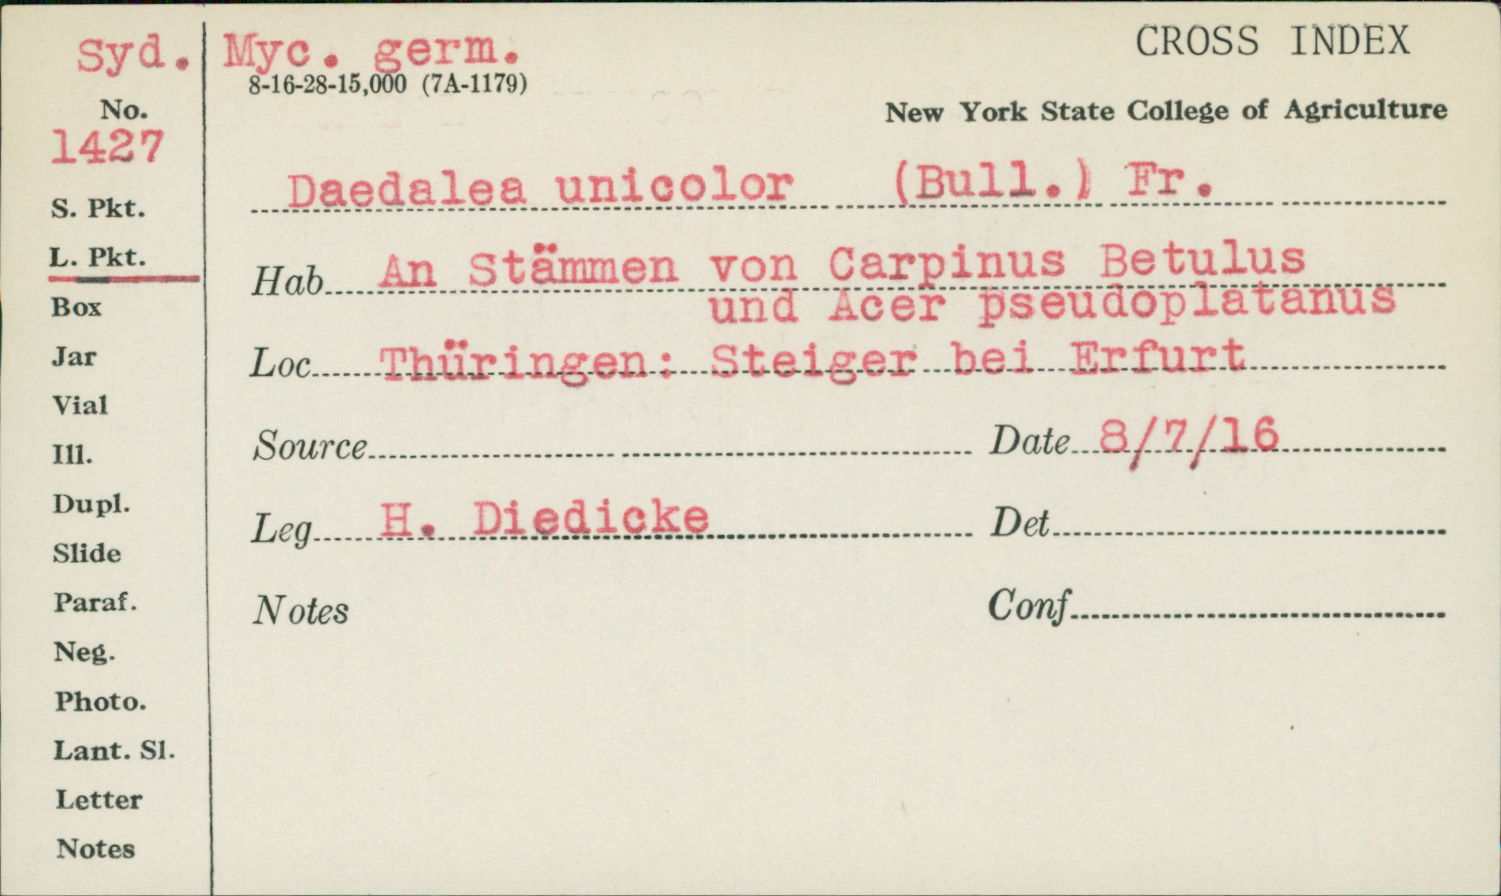 Syd. Myc. germ.
CROSS INDEX
8-16-28-15,000 (7A-1179)
No.
New York State College of Agriculture
1427
Daedalea unicolor (Bull.) Fr.
S. Pkt.
L. Pkt.
Hab An Stämmen von Carpinus Betulus
und Acer pseudoplatanus
Box
Jar
Loc Thüringen: Steiger bei Erfurt
Vial
Source Date 8/7/16
Ill.
Dupl.
Leg H. Diedicke Det
Slide
Paraf.
Notes Conf
Neg.
Photo.
Lant. Sl.
Letter
Notes